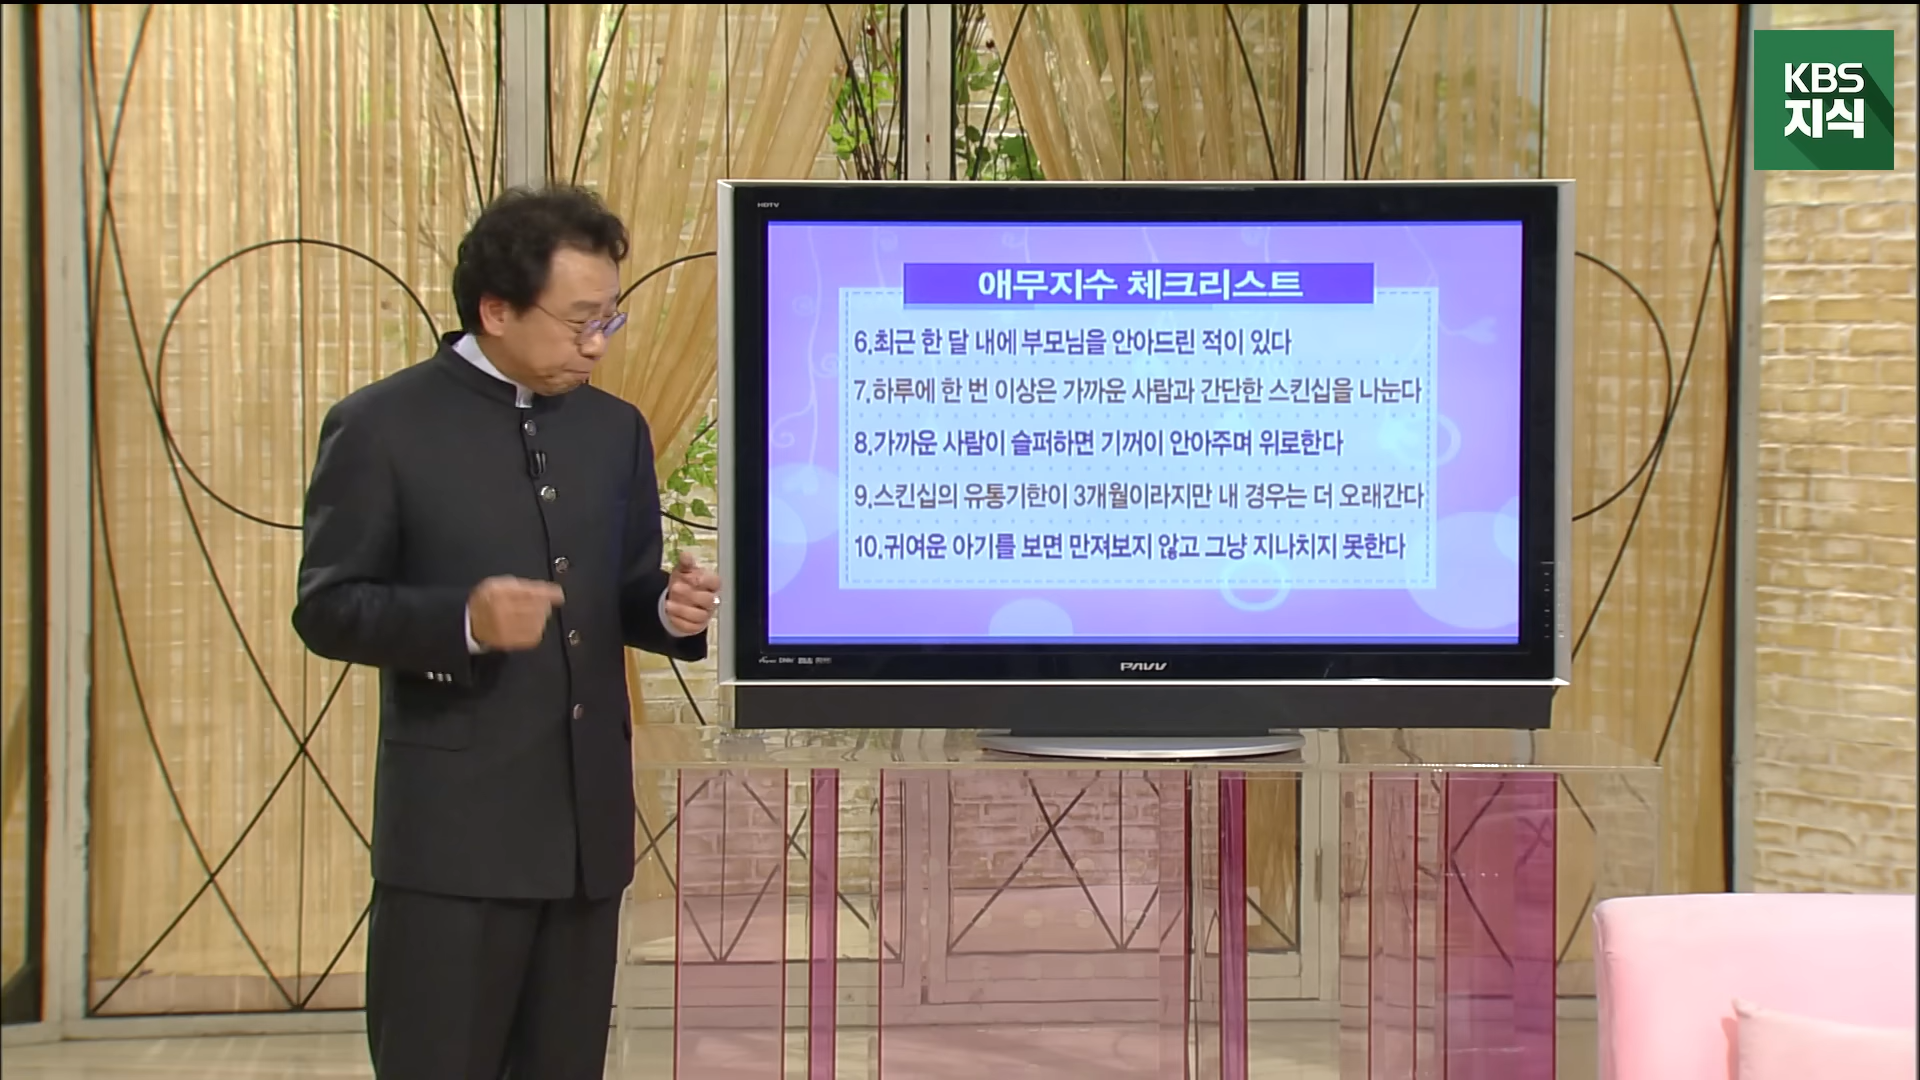 KBS
지식
HDTV
애무지수 체크리스트
6.최근 한 달 내에 부모님을 안아드린 적이 있다
7.하루에 한 번 이상은 가까운 사람과 간단한 스킨십을 나눈다
8.가까운 사람이 슬퍼하면 기꺼이 안아주며 위로한다
9.스킨십의 유통기한이 3개월이라지만 내 경우는 더 오래간다
10.귀여운 아기를 보면 만져보지 않고 그냥 지나치지 못한다
PAVV